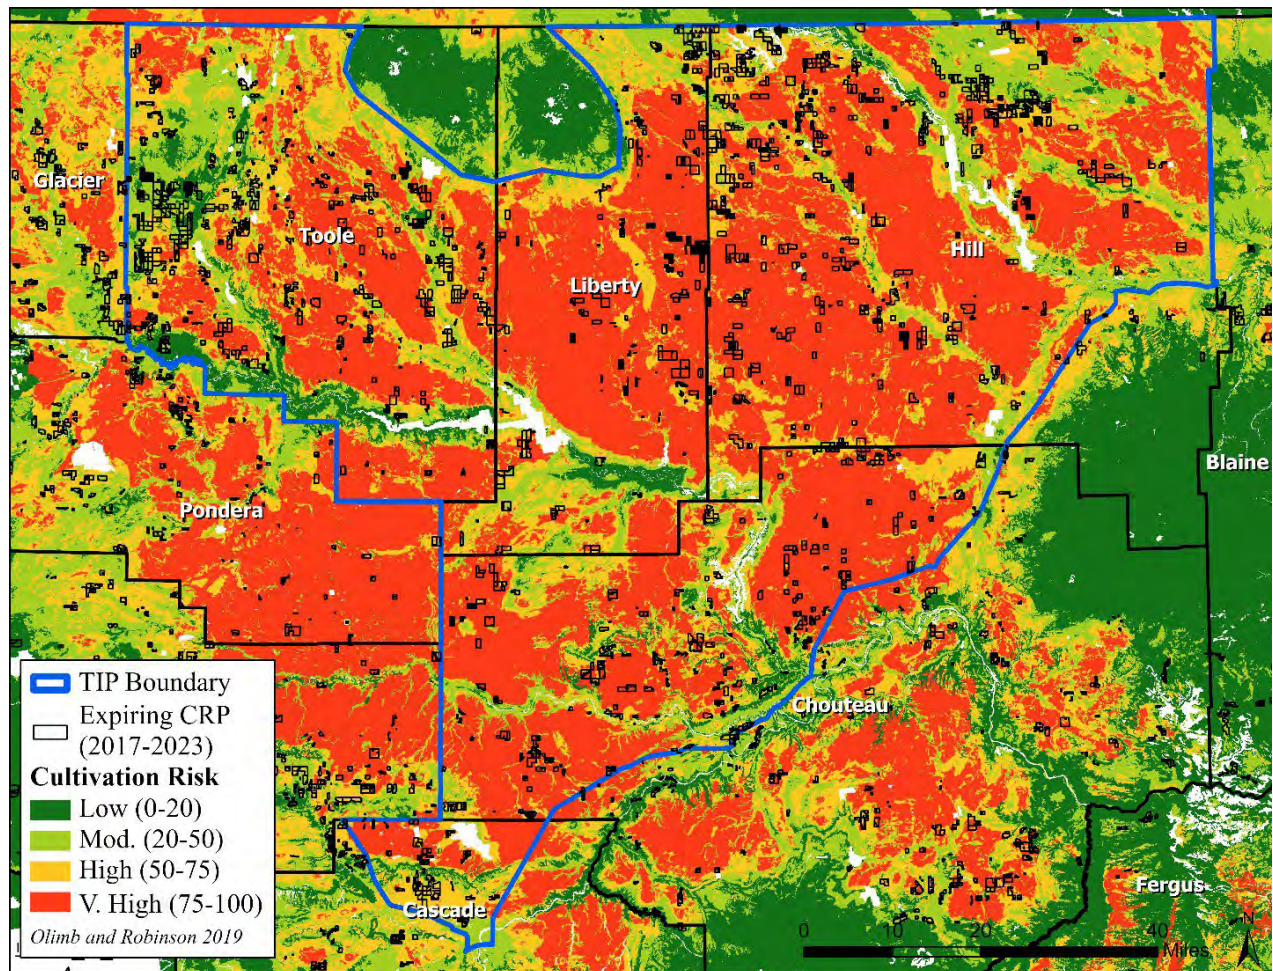 Glacier
Toole
Liberty
Hill
Blaine
Pondera
Chouteau
Cascade
Fergus
TIP Boundary
Expiring CRP
(2017-2023)
Cultivation Risk
Low (0-20)
Mod. (20-50)
High (50-75)
V. High (75-100)
Olimb and Robinson 2019
0 10 20 40
Miles
N